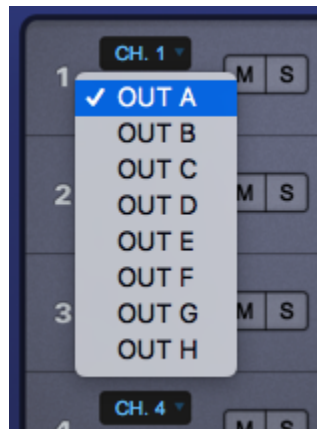 CH. 1
1 M S
✓ OUT A
OUT B
OUT C
2 OUT D M S
OUT E
OUT F
3 OUT G M S
OUT H
CH. 4
4 M S